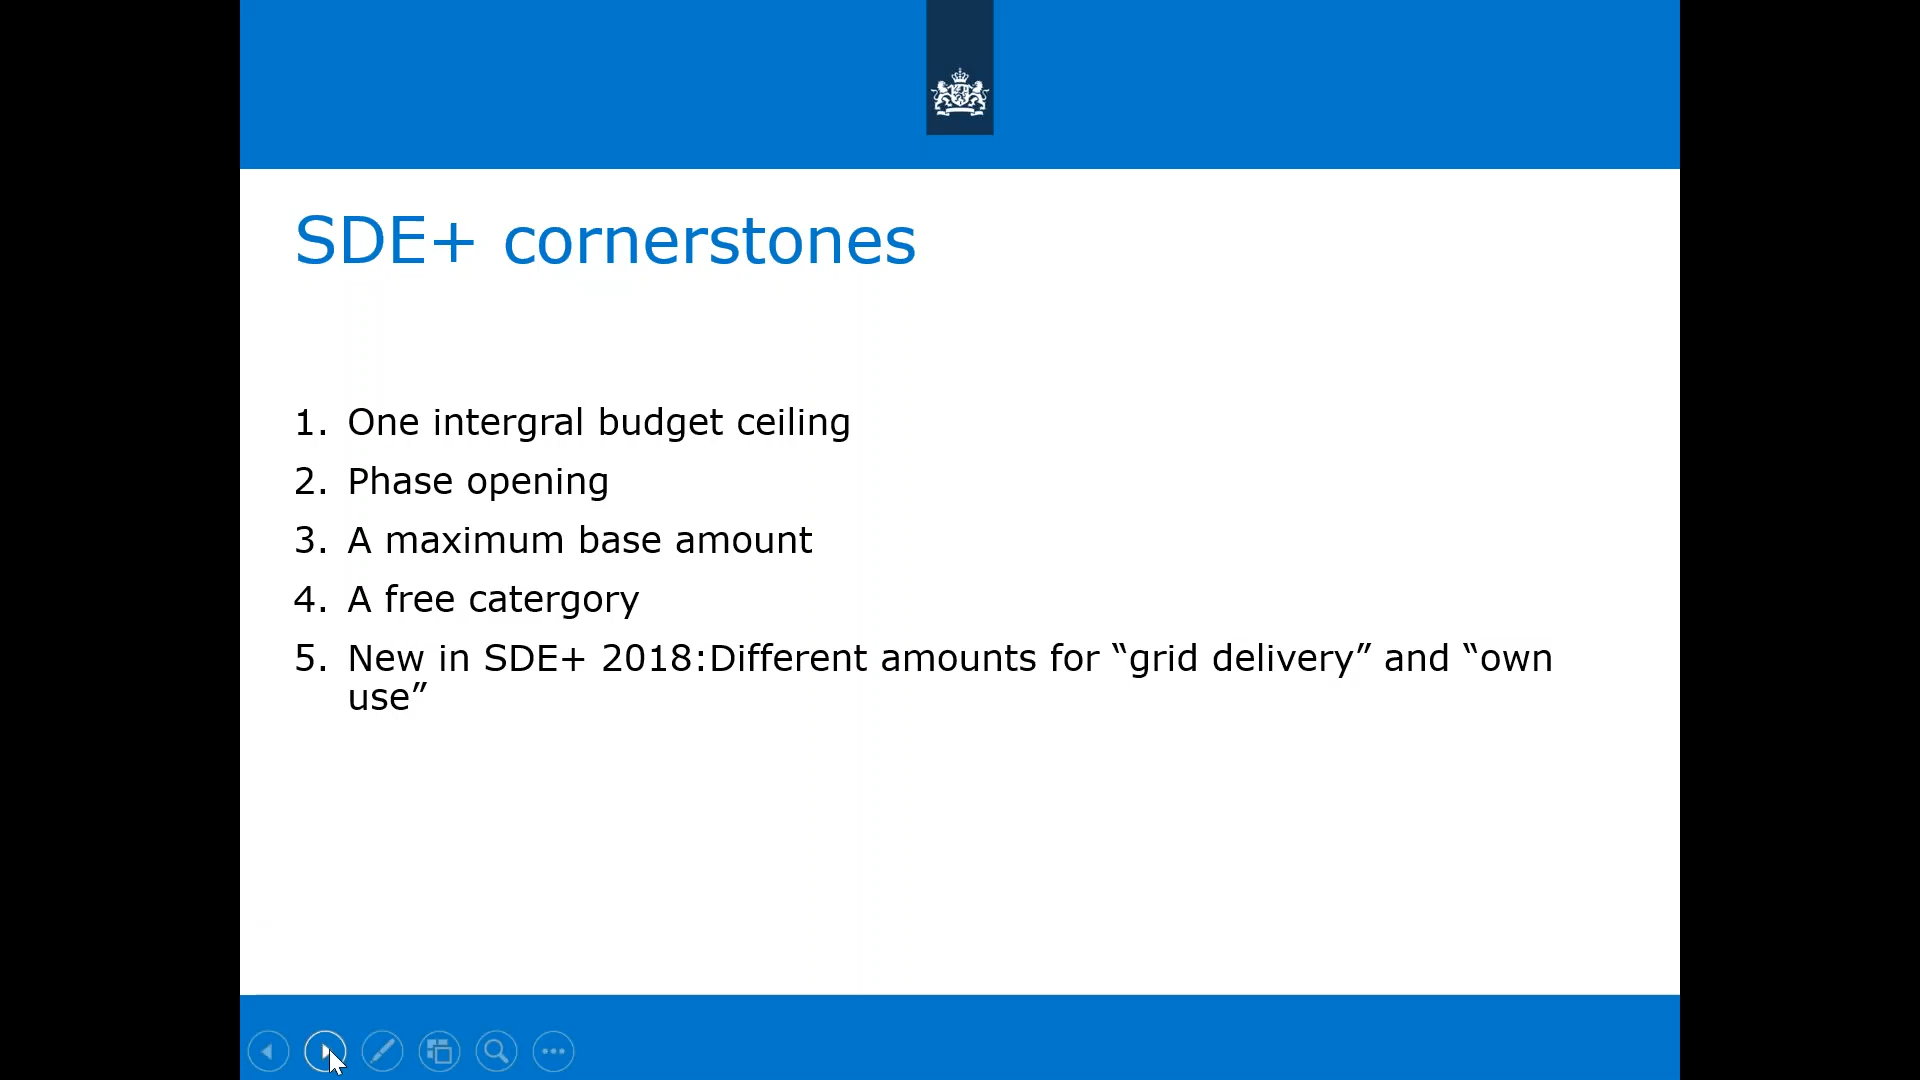 SDE+ cornerstones
1. One intergral budget ceiling
2. Phase opening
3. A maximum base amount
4. A free catergory
5. New in SDE+ 2018:Different amounts for “grid delivery” and “own
use”